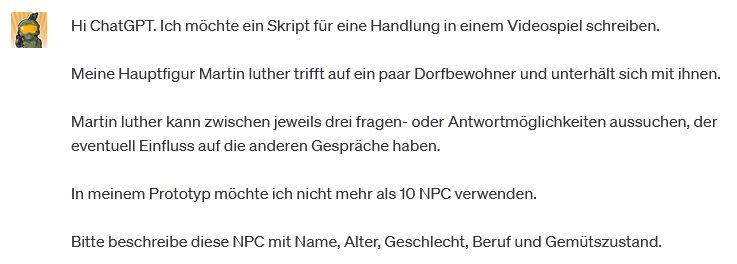 Hi ChatGPT. Ich möchte ein Skript für eine Handlung in einem Videospiel schreiben.
Meine Hauptfigur Martin luther trifft auf ein paar Dorfbewohner und unterhält sich mit ihnen.
Martin luther kann zwischen jeweils drei fragen- oder Antwortmöglichkeiten aussuchen, der
eventuell Einfluss auf die anderen Gespräche haben.
In meinem Prototyp möchte ich nicht mehr als 10 NPC verwenden.
Bitte beschreibe diese NPC mit Name, Alter, Geschlecht, Beruf und Gemützustand.